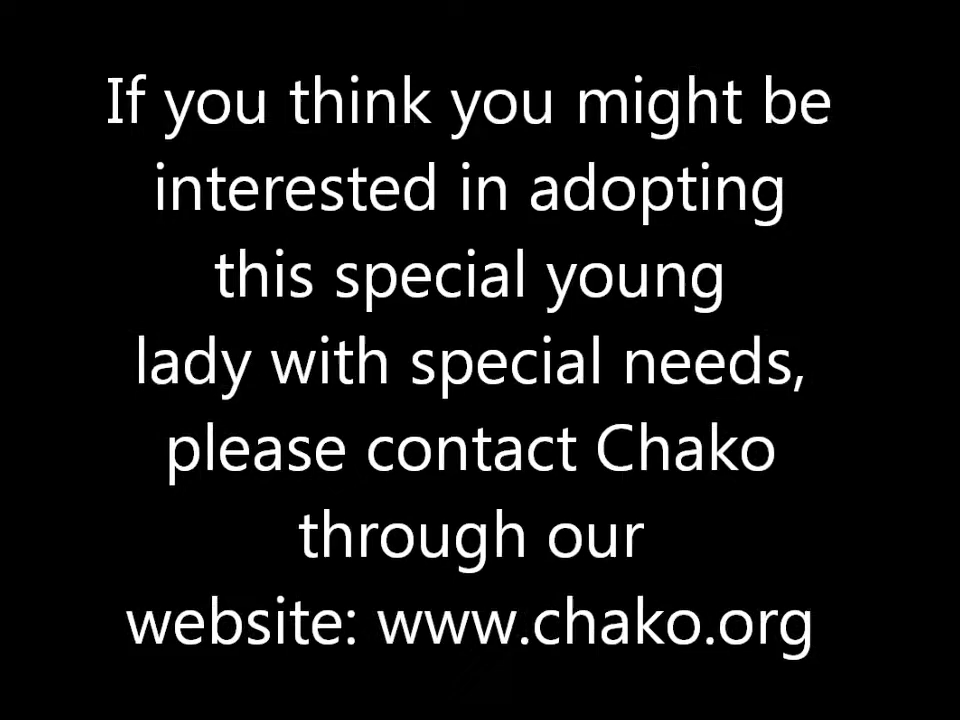 If you think you might be
interested in adopting
this special young
lady with special needs,
please contact Chako
through our
website: www.chako.org